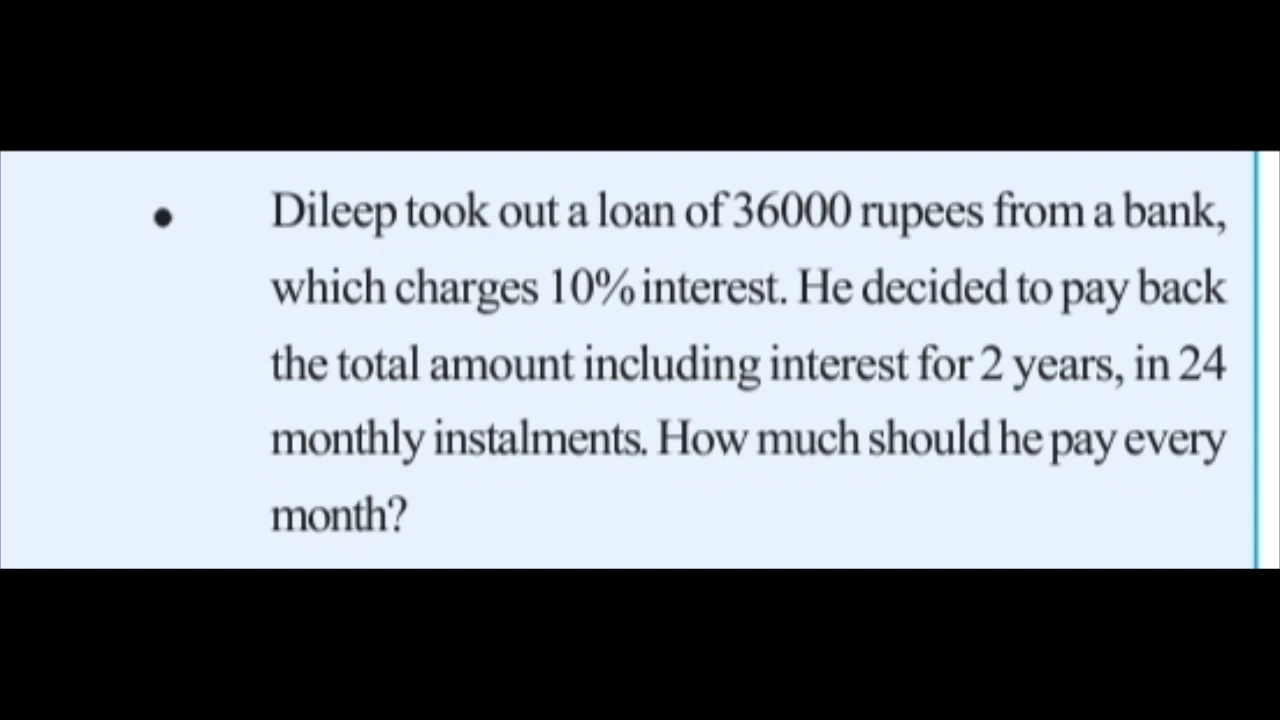 • Dileep took out a loan of 36000 rupees from a bank,
which charges 10% interest. He decided to pay back
the total amount including interest for 2 years, in 24
monthly instalments. How much should he pay every
month?